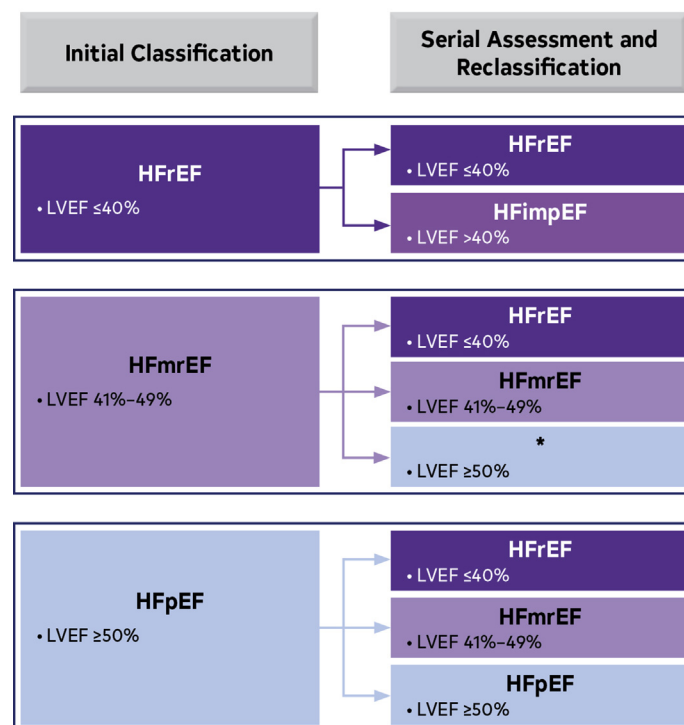 Initial Classification
Serial Assessment and
Reclassification
HFrEF
• LVEF ≤40%
HFrEF
• LVEF ≤40%
HFimpEF
• LVEF >40%
HFmrEF
• LVEF 41%–49%
HFrEF
• LVEF ≤40%
HFmrEF
• LVEF 41%–49%
*
• LVEF ≥50%
HFpEF
• LVEF ≥50%
HFrEF
• LVEF ≤40%
HFmrEF
• LVEF 41%–49%
HFpEF
• LVEF ≥50%